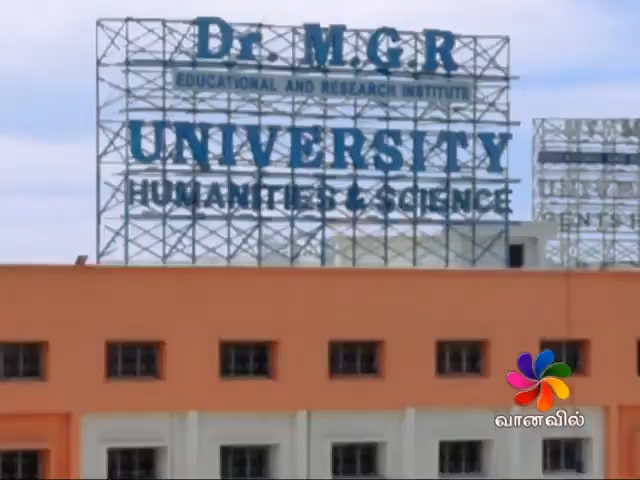 Dr. M.G.R
EDUCATIONAL AND RESEARCH INSTITUTE
UNIVERSITY
HUMANITIES & SCIENCE
வானவில்